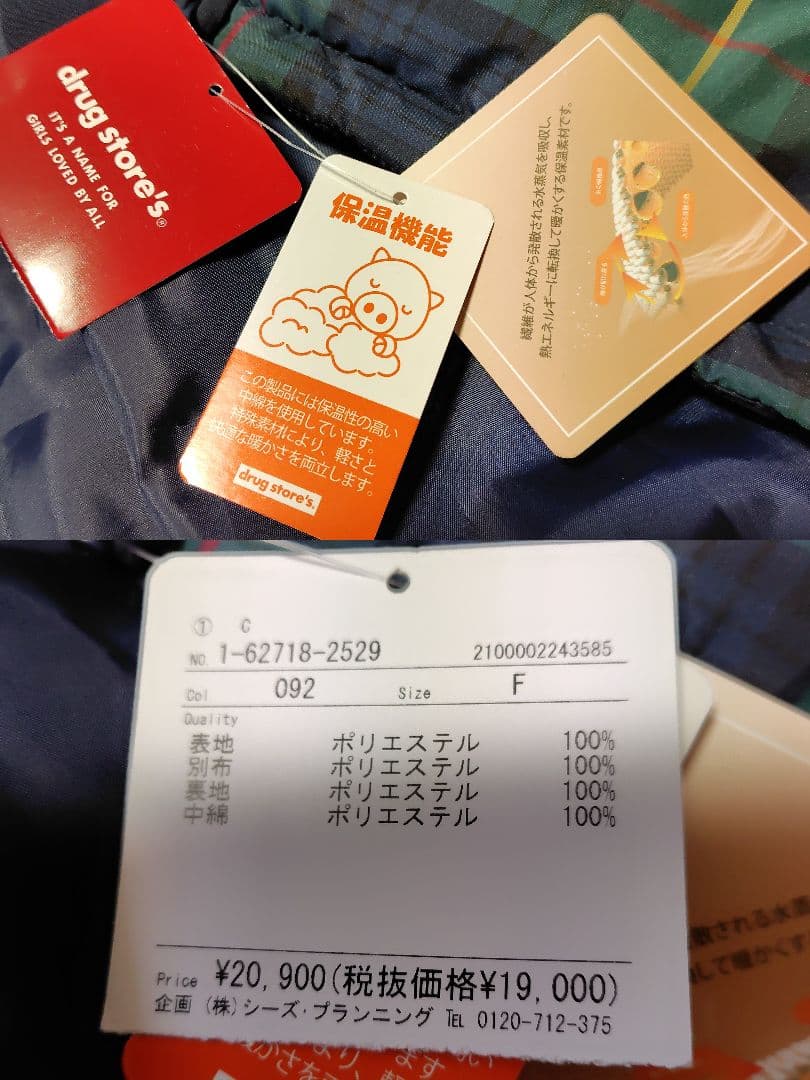 drug store's®
IT'S A NAME FOR
GIRLS LOVED BY ALL
保温機能
この製品には保温性の高い
中綿を使用しています。
特殊素材により、軽さと
快適な暖かさを両立します。
drug store's.
繊維が人体から発散される水蒸気を吸収し、
熱エネルギーに転換して暖かくする保温素材です。
① C
NO. 1-62718-2529 2100002243585
Col 092 Size F
Quality
表地 ポリエステル 100%
別布 ポリエステル 100%
裏地 ポリエステル 100%
中綿 ポリエステル 100%
Price ¥20,900(税抜価格¥19,000)
企画 (株)シーズ・プランニング TEL 0120-712-375